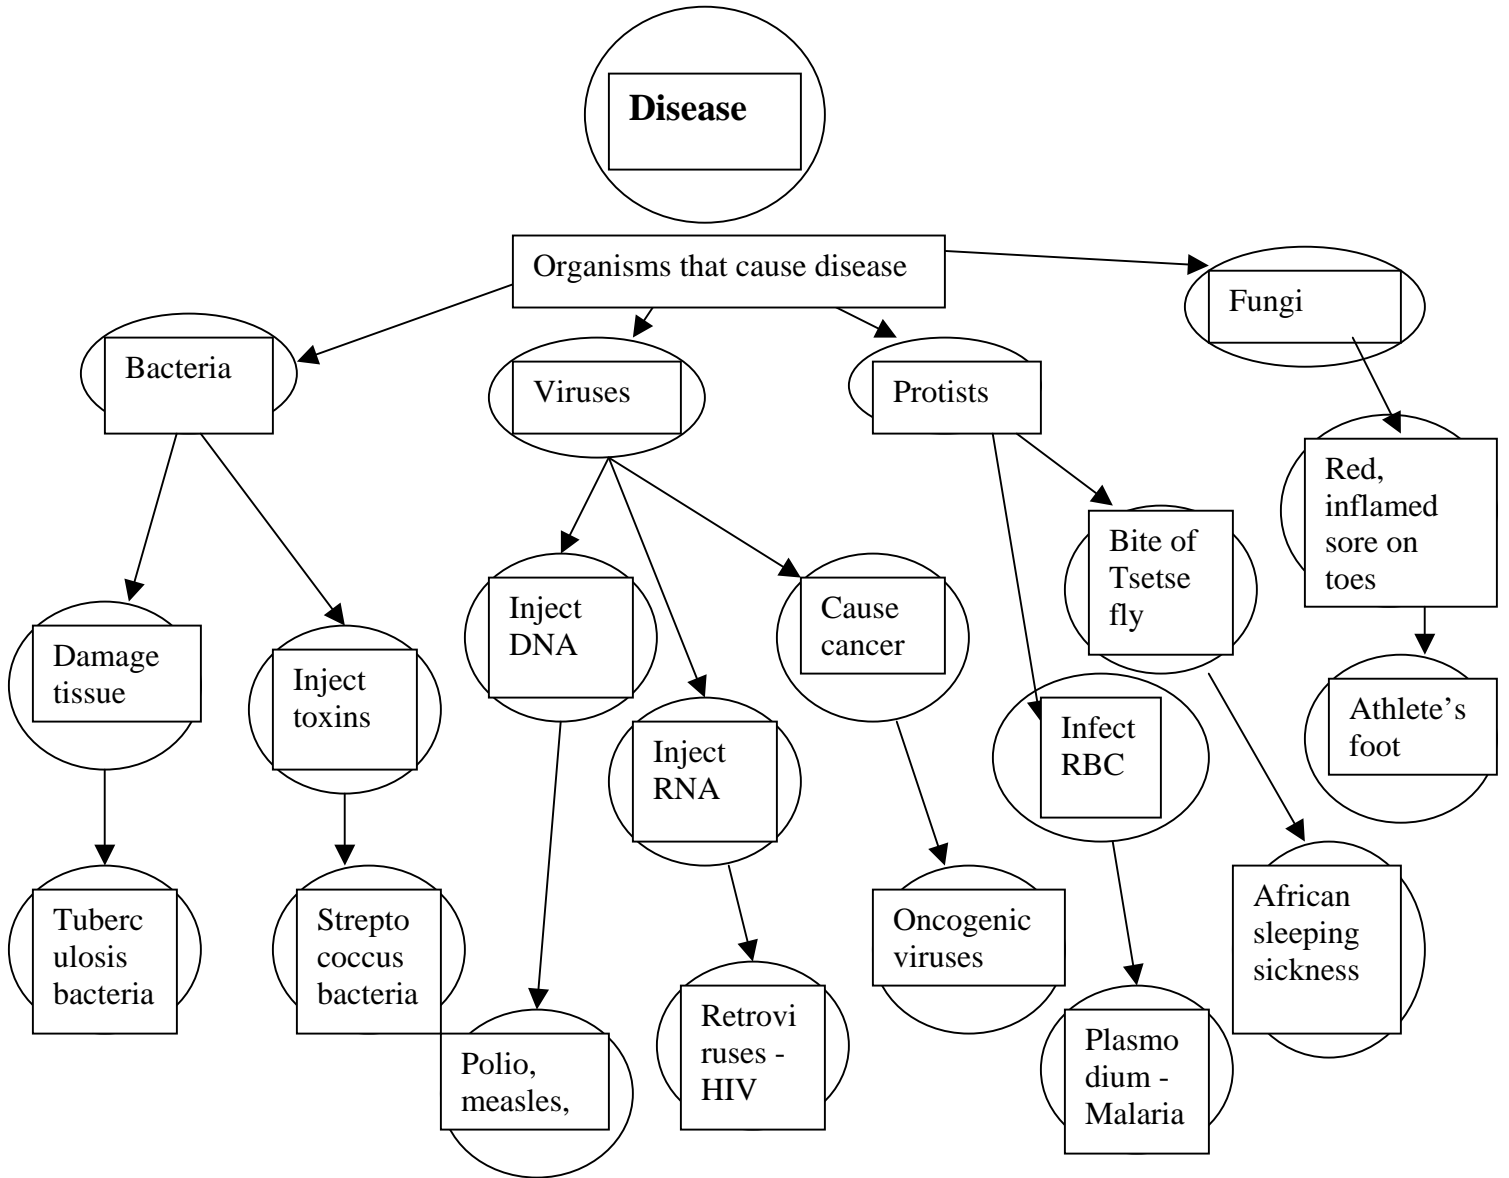 Disease
Organisms that cause disease
Fungi
Bacteria
Viruses
Protists
Red,
inflamed
sore on
toes
Bite of
Tsetse
fly
Inject
DNA
Cause
cancer
Damage
tissue
Inject
toxins
Inject
RNA
Infect
RBC
Athlete’s
foot
Tuberc
ulosis
bacteria
Strepto
coccus
bacteria
Polio,
measles,
Retrovi
ruses -
HIV
Oncogenic
viruses
Plasmo
dium -
Malaria
African
sleeping
sickness